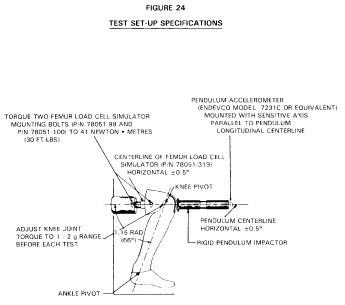 FIGURE 24
TEST SET-UP SPECIFICATIONS
PENDULUM ACCELEROMETER
(ENDEVCO MODEL 7231C OR EQUIVALENT)
MOUNTED WITH SENSITIVE AXIS
PARALLEL TO PENDULUM
LONGITUDINAL CENTERLINE
TORQUE TWO FEMUR LOAD CELL SIMULATOR
MOUNTING BOLTS (P/N 78051-99 AND
P/N 78051-100) TO 41 NEWTON • METRES
(30 FT LBS)
CENTERLINE OF FEMUR LOAD CELL
SIMULATOR (P/N 78051-319)
HORIZONTAL ±0.5°
KNEE PIVOT
PENDULUM CENTERLINE
HORIZONTAL ±0.5°
RIGID PENDULUM IMPACTOR
ADJUST KNEE JOINT
TORQUE TO 1 - 2 g RANGE
BEFORE EACH TEST
1.15 RAD
(66°)
ANKLE PIVOT